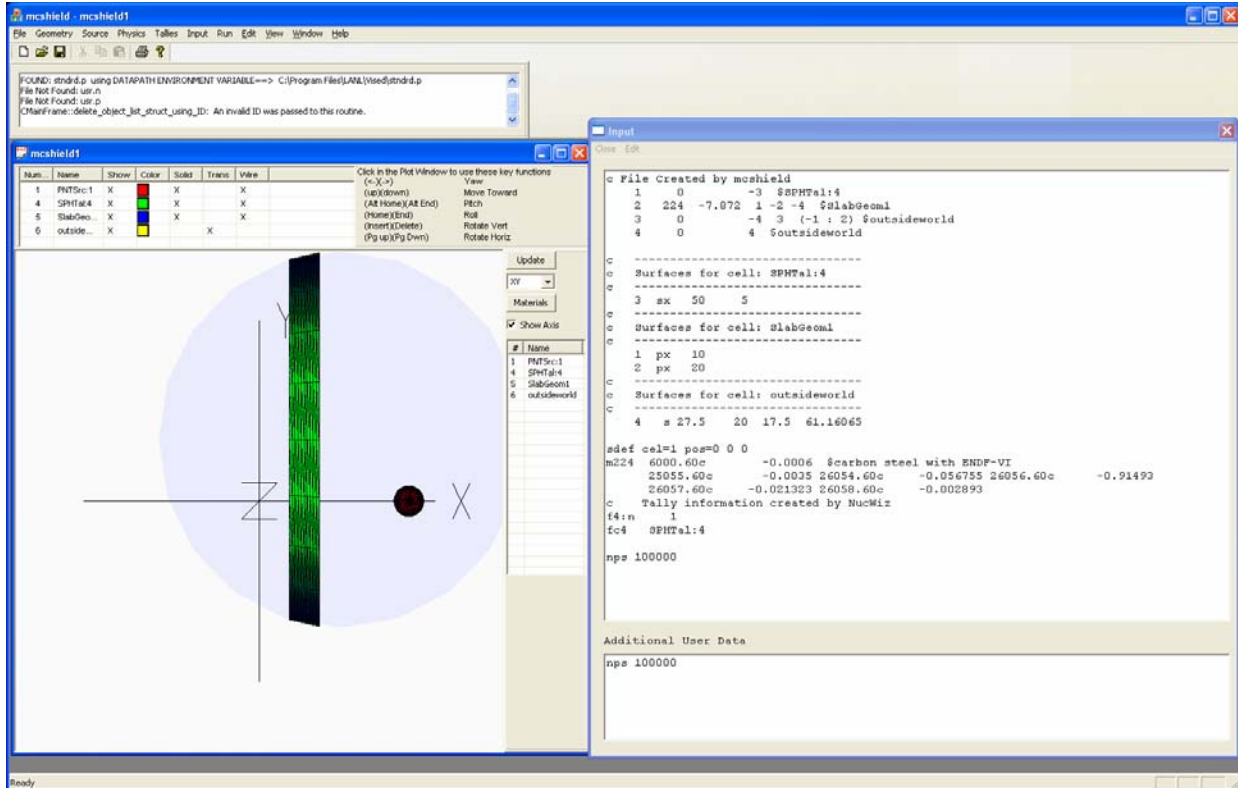 mcshield - mcshield1
File Geometry Source Physics Tallies Input Run Edit View Window Help
FOUND: stndrd.p using DATAPATH ENVIRONMENT VARIABLE==> C:\Program Files\LANL\Vised\stndrd.p
File Not Found: usr.n
File Not Found: usr.p
CMainFrame::delete_object_list_struct_using_ID: An invalid ID was passed to this routine.
mcshield1
Num... Name Show Color Solid Trans Wire
1 PNTSrc:1 X X X
4 SPHTal:4 X X X
5 SlabGeo... X X X
6 outside... X X
Click in the Plot Window to use these key functions
(<-)(->) Yaw
(up)(down) Move Toward
(Alt Home)(Alt End) Pitch
(Home)(End) Roll
(Insert)(Delete) Rotate Vert
(Pg up)(Pg Dwn) Rotate Horiz
Y
Z
X
Update
XY
Materials
Show Axis
# Name
1 PNTSrc:1
4 SPHTal:4
5 SlabGeom1
6 outsideworld
Input
Close Edit
c File Created by mcshield
1 0 -3 $SPHTal:4
2 224 -7.872 1 -2 -4 $SlabGeom1
3 0 -4 3 (-1 : 2) $outsideworld
4 0 4 $outsideworld
c -------------------------------
c Surfaces for cell: SPHTal:4
c -------------------------------
3 sx 50 5
c -------------------------------
c Surfaces for cell: SlabGeom1
c -------------------------------
1 px 10
2 px 20
c -------------------------------
c Surfaces for cell: outsideworld
c -------------------------------
4 s 27.5 20 17.5 61.16065
sdef cel=1 pos=0 0 0
m224 6000.60c -0.0006 $carbon steel with ENDF-VI
25055.60c -0.0035 26054.60c -0.056755 26056.60c -0.91493
26057.60c -0.021323 26058.60c -0.002893
c Tally information created by NucWiz
f4:n 1
fc4 SPHTal:4
nps 100000
Additional User Data
nps 100000
Ready